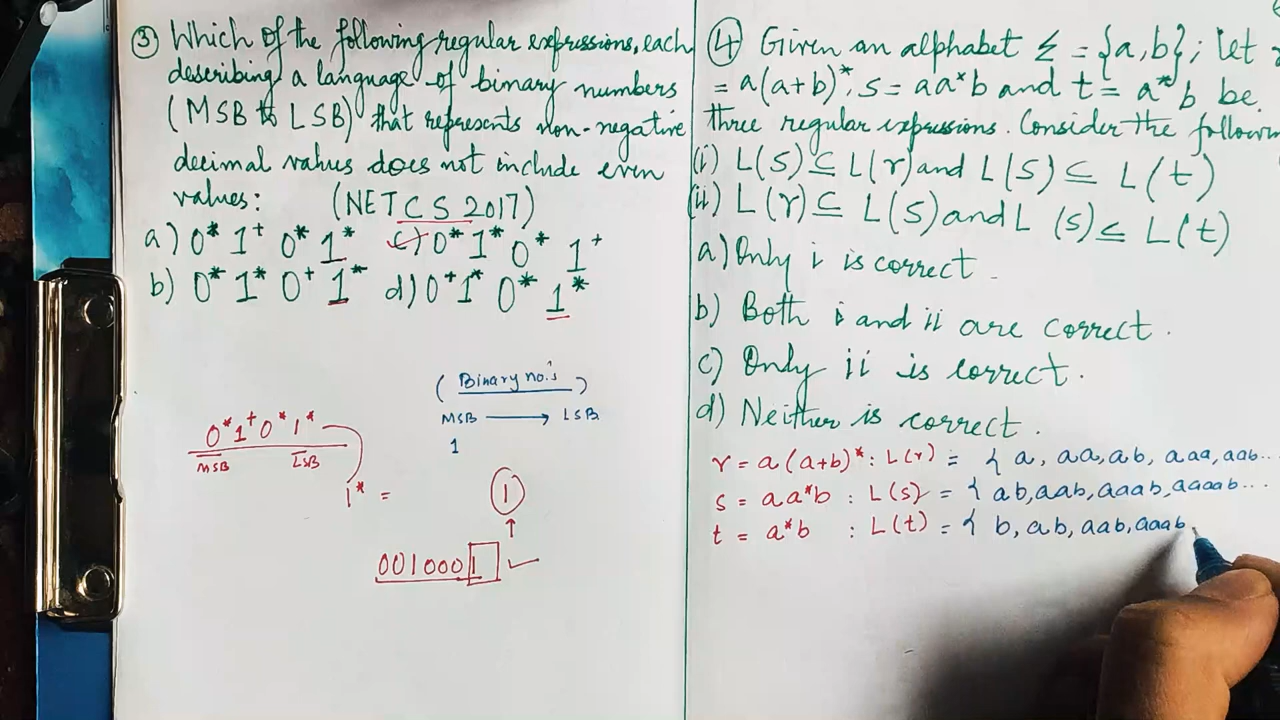 ③ Which of the following regular expressions, each
describing a language of binary numbers
(MSB to LSB) that represents non-negative
decimal values does not include even
values: (NET CS 2017)
a) 0* 1+ 0* 1* c) 0* 1* 0* 1+
b) 0* 1* 0+ 1* d) 0+ 1* 0* 1*
(Binary no.'s)
MSB → LSB
1
0* 1+ 0* 1*
MSB LSB
1* = 1
↑
0010001 ✓
④ Given an alphabet Σ = {a, b}; let
= a(a+b)*, s = aa*b and t = a*b be
three regular expressions. Consider the
(i) L(S) ⊆ L(r) and L(S) ⊆ L(t)
(ii) L(r) ⊆ L(S) and L(s) ≤ L(t)
a) Only i is correct.
b) Both i and ii are correct.
c) Only ii is correct.
d) Neither is correct.
r = a(a+b)* : L(r) = { a, aa, ab, aaa, aab...
s = aa*b : L(s) = { ab, aab, aaab, aaaab...
t = a*b : L(t) = { b, ab, aab, aaab,